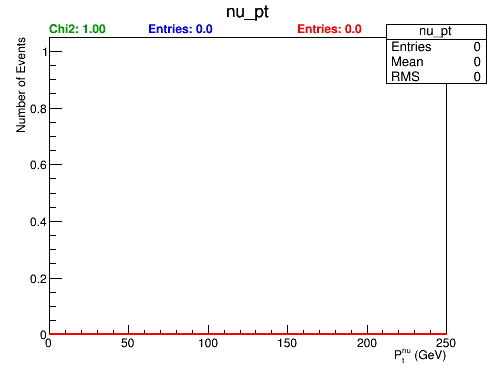 nu_pt
Chi2: 1.00 Entries: 0.0 Entries: 0.0
nu_pt
Entries 0
Mean 0
RMS 0
Number of Events
1
0.8
0.6
0.4
0.2
0
0 50 100 150 200 250
P_t^nu (GeV)